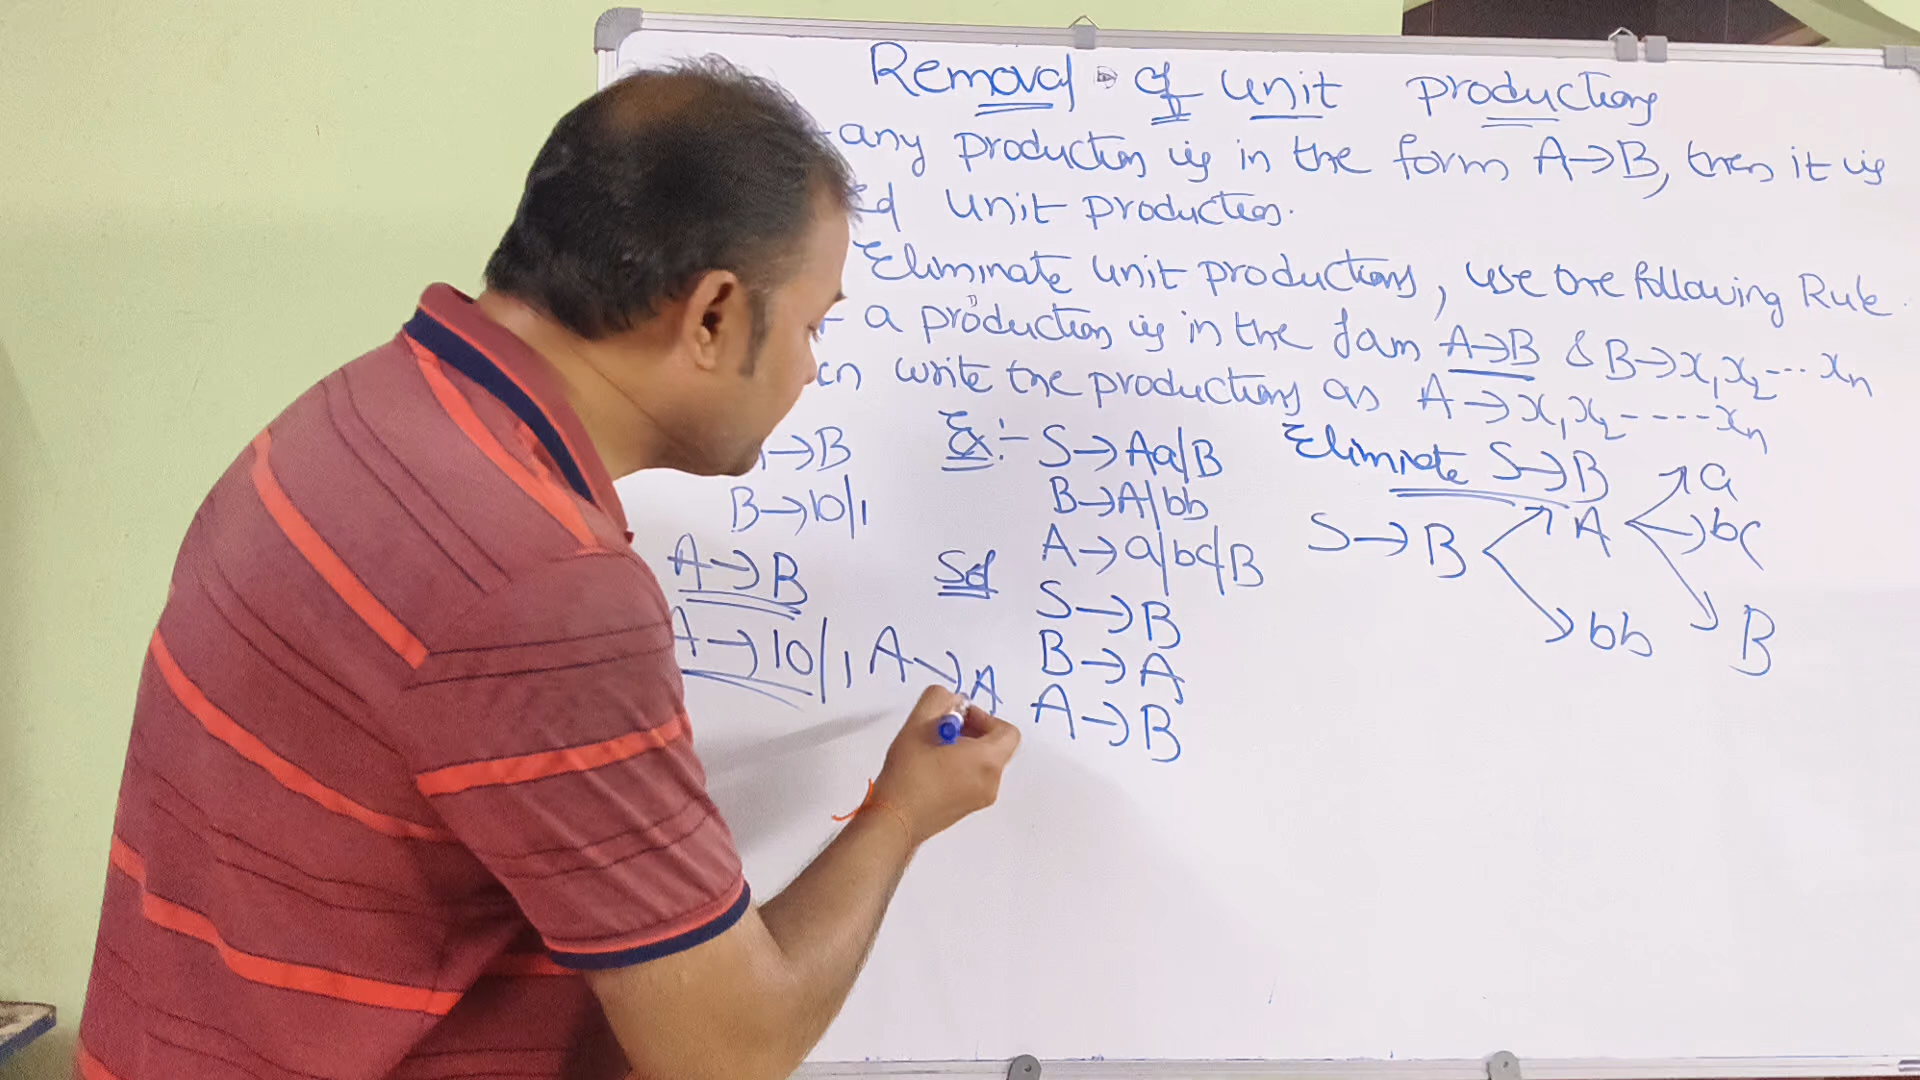 Removal of unit productions
any production is in the form A→B, then it is
unit production.
Eliminate unit productions, use the following Rule.
a production is in the form A→B & B→x₁x₂---xₙ
write the productions as A→x₁x₂-----xₙ
→B
B→10|1
A→B
A→10|1 A→A
Ex:- S→Aa|B
B→A|bb
A→a|bc|B
Sol
S→B
B→A
A→B
Eliminate S→B
S→B A a
bc
bb B